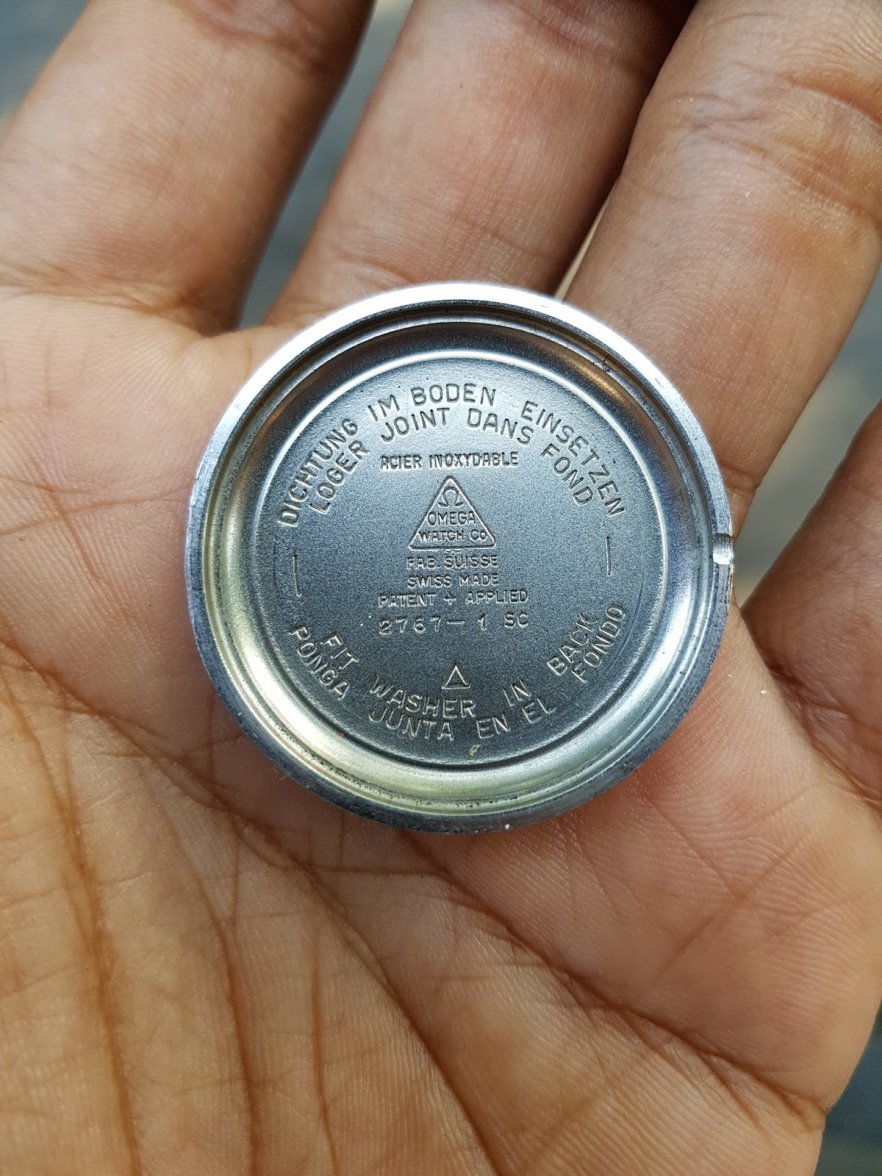 DICHTUNG IM BODEN EINSETZEN
LOGER JOINT DANS FOND
ACIER INOXYDABLE
Ω
OMEGA
WATCH Co
FAB. SUISSE
SWISS MADE
PATENT + APPLIED
2767-1 SC
FIT WASHER IN BACK
PONGA JUNTA EN EL FONDO